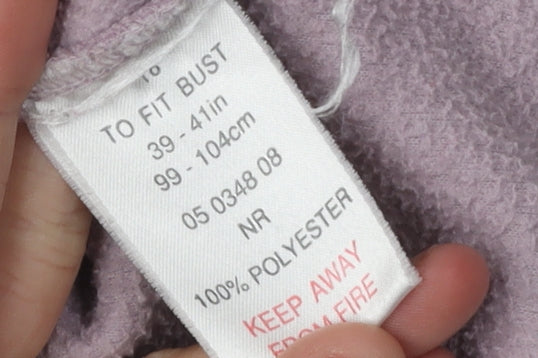 TO FIT BUST
39 - 41in
99 - 104cm
05 0348 08
NR
100% POLYESTER
KEEP AWAY
FROM FIRE